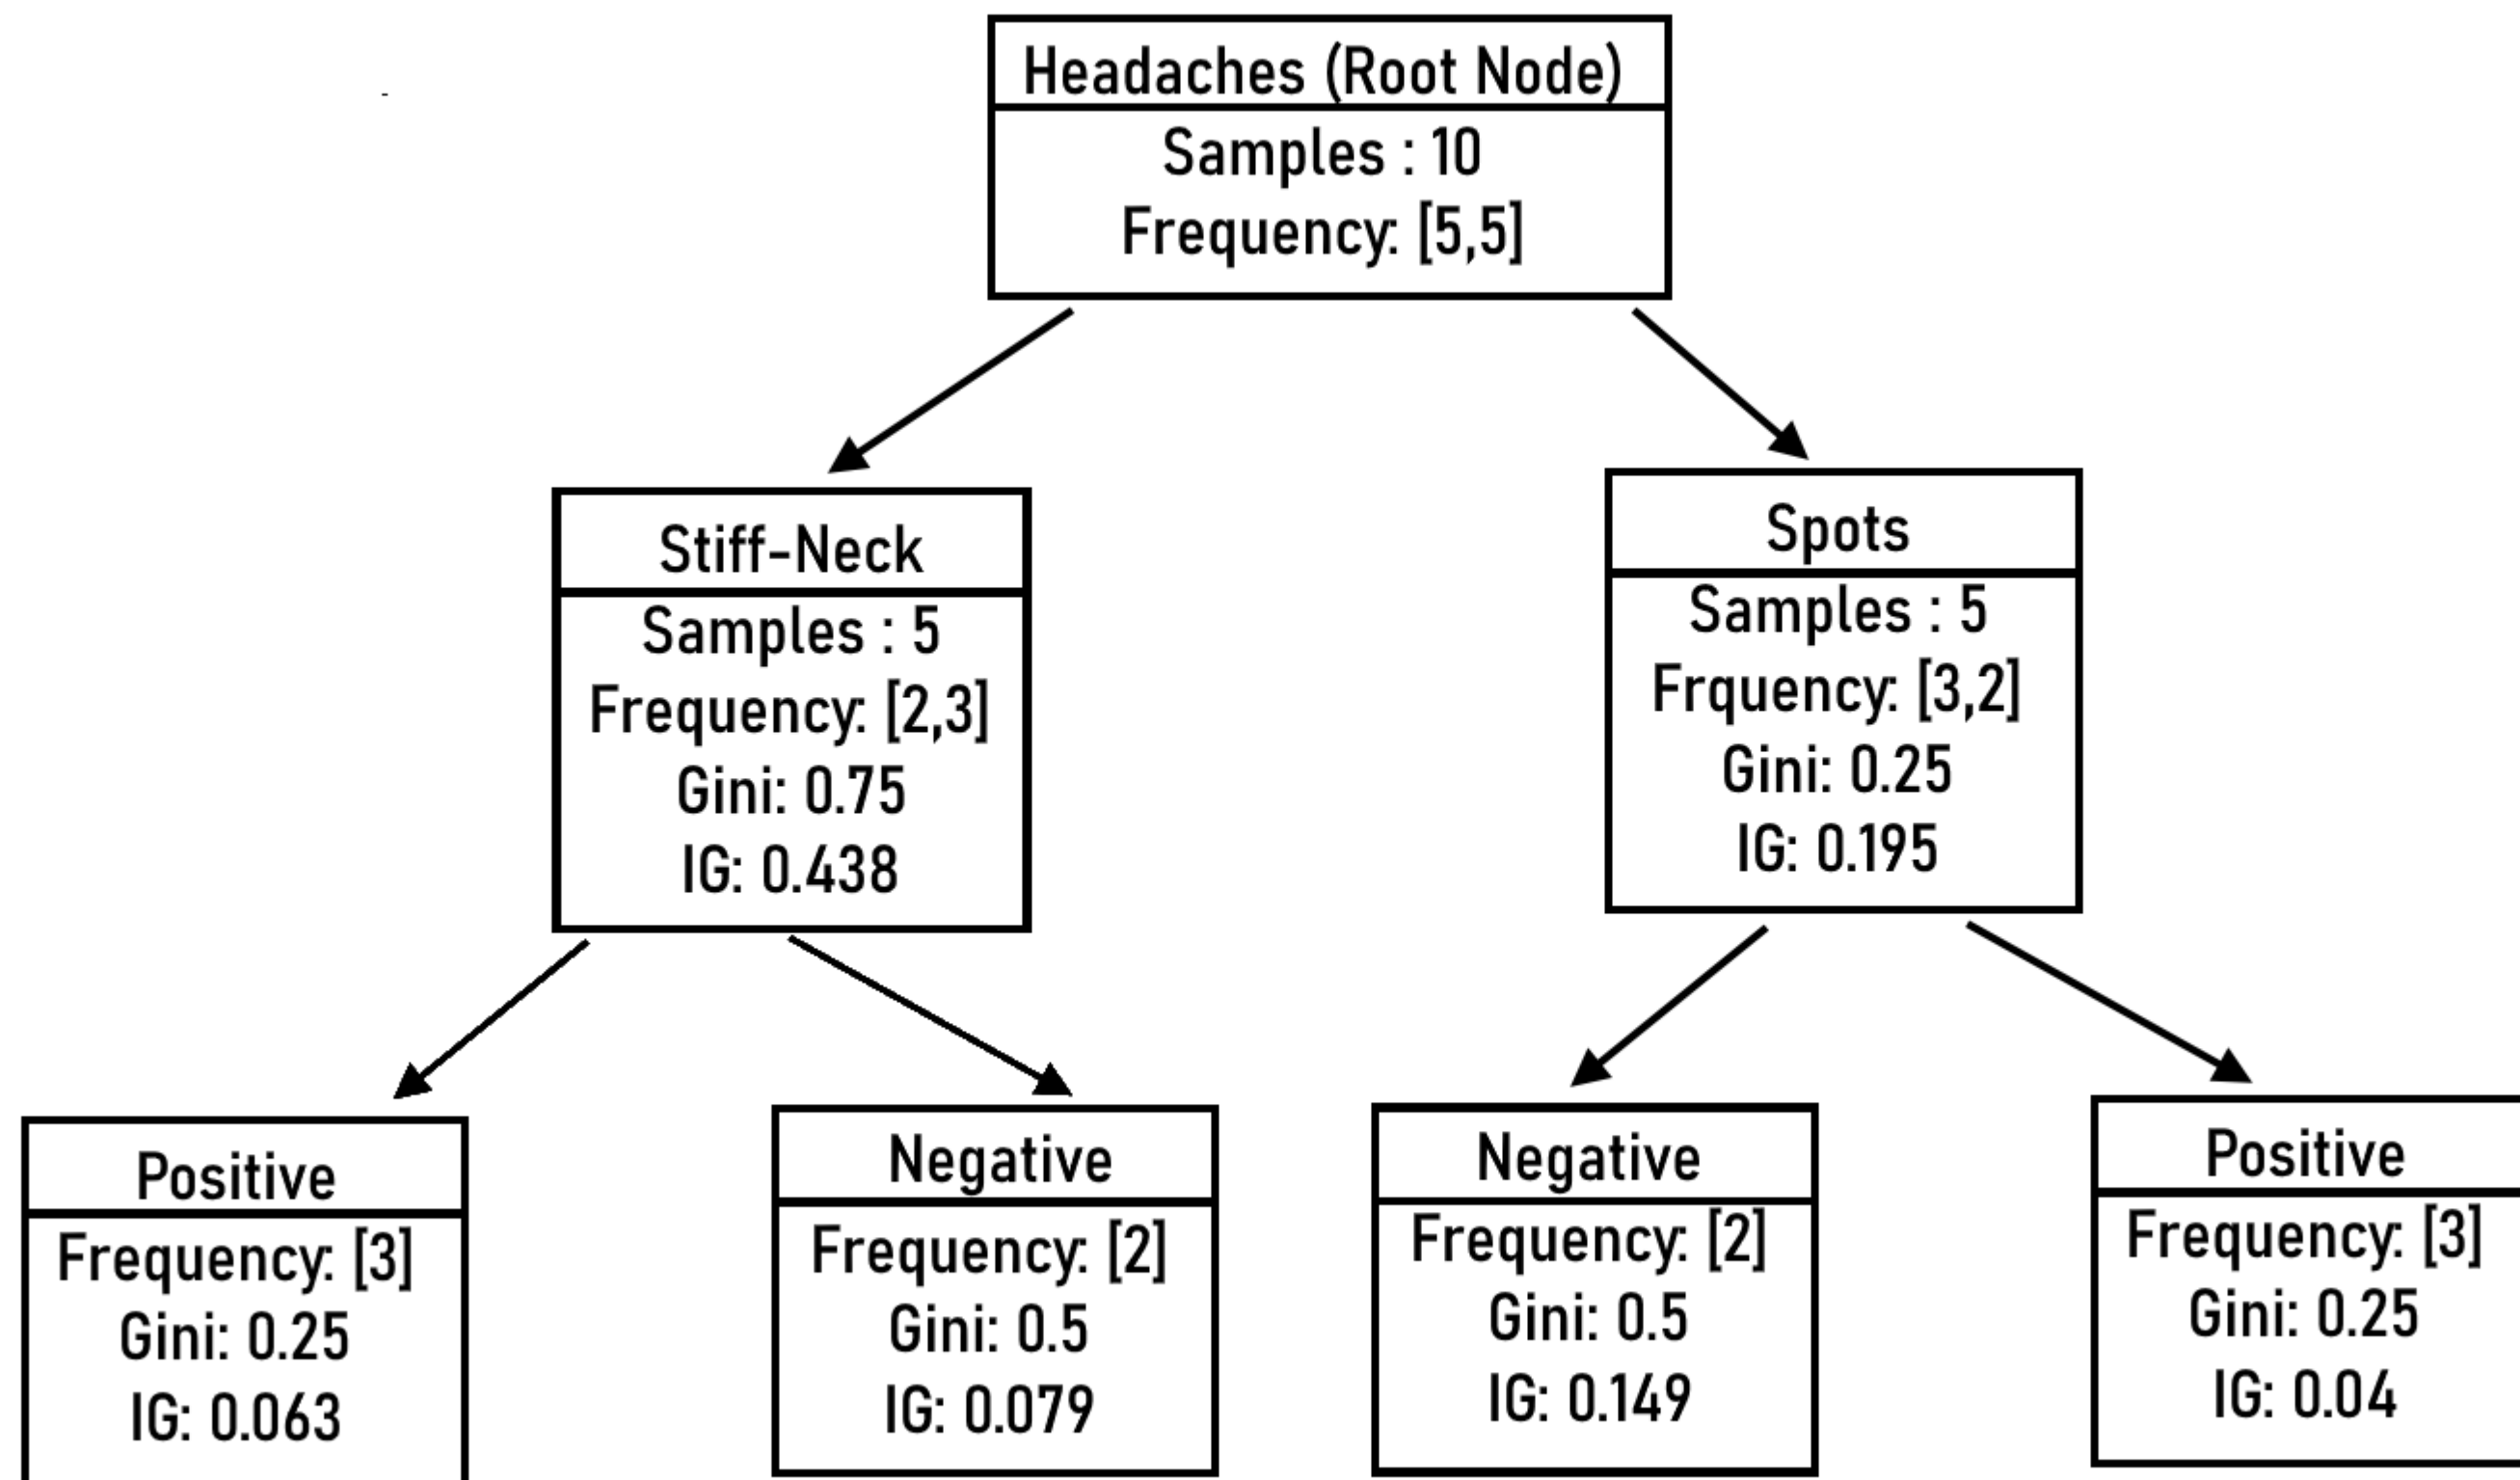 -
Headaches (Root Node)
Samples : 10
Frequency: [5,5]
Stiff-Neck
Samples : 5
Frequency: [2,3]
Gini: 0.75
IG: 0.438
Spots
Samples : 5
Frquency: [3,2]
Gini: 0.25
IG: 0.195
Positive
Frequency: [3]
Gini: 0.25
IG: 0.063
Negative
Frequency: [2]
Gini: 0.5
IG: 0.079
Negative
Frequency: [2]
Gini: 0.5
IG: 0.149
Positive
Frequency: [3]
Gini: 0.25
IG: 0.04